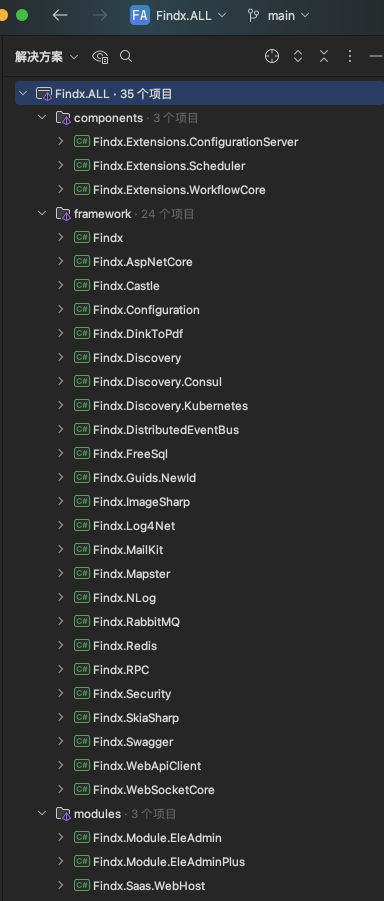 FA Findx.ALL main
解决方案
Findx.ALL · 35 个项目
components · 3 个项目
C# Findx.Extensions.ConfigurationServer
C# Findx.Extensions.Scheduler
C# Findx.Extensions.WorkflowCore
framework · 24 个项目
C# Findx
C# Findx.AspNetCore
C# Findx.Castle
C# Findx.Configuration
C# Findx.DinkToPdf
C# Findx.Discovery
C# Findx.Discovery.Consul
C# Findx.Discovery.Kubernetes
C# Findx.DistributedEventBus
C# Findx.FreeSql
C# Findx.Guids.NewId
C# Findx.ImageSharp
C# Findx.Log4Net
C# Findx.MailKit
C# Findx.Mapster
C# Findx.NLog
C# Findx.RabbitMQ
C# Findx.Redis
C# Findx.RPC
C# Findx.Security
C# Findx.SkiaSharp
C# Findx.Swagger
C# Findx.WebApiClient
C# Findx.WebSocketCore
modules · 3 个项目
C# Findx.Module.EleAdmin
C# Findx.Module.EleAdminPlus
C# Findx.Saas.WebHost